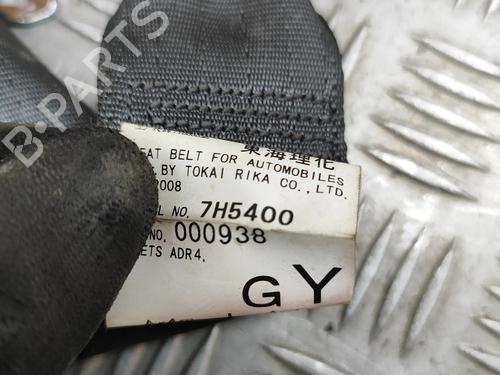 東海理化
EAT BELT FOR AUTOMOBILES
BY TOKAI RIKA CO., LTD.
2008
EL NO. 7H5400
NO. 000938
ETS ADR4.
GY
B-PARTS